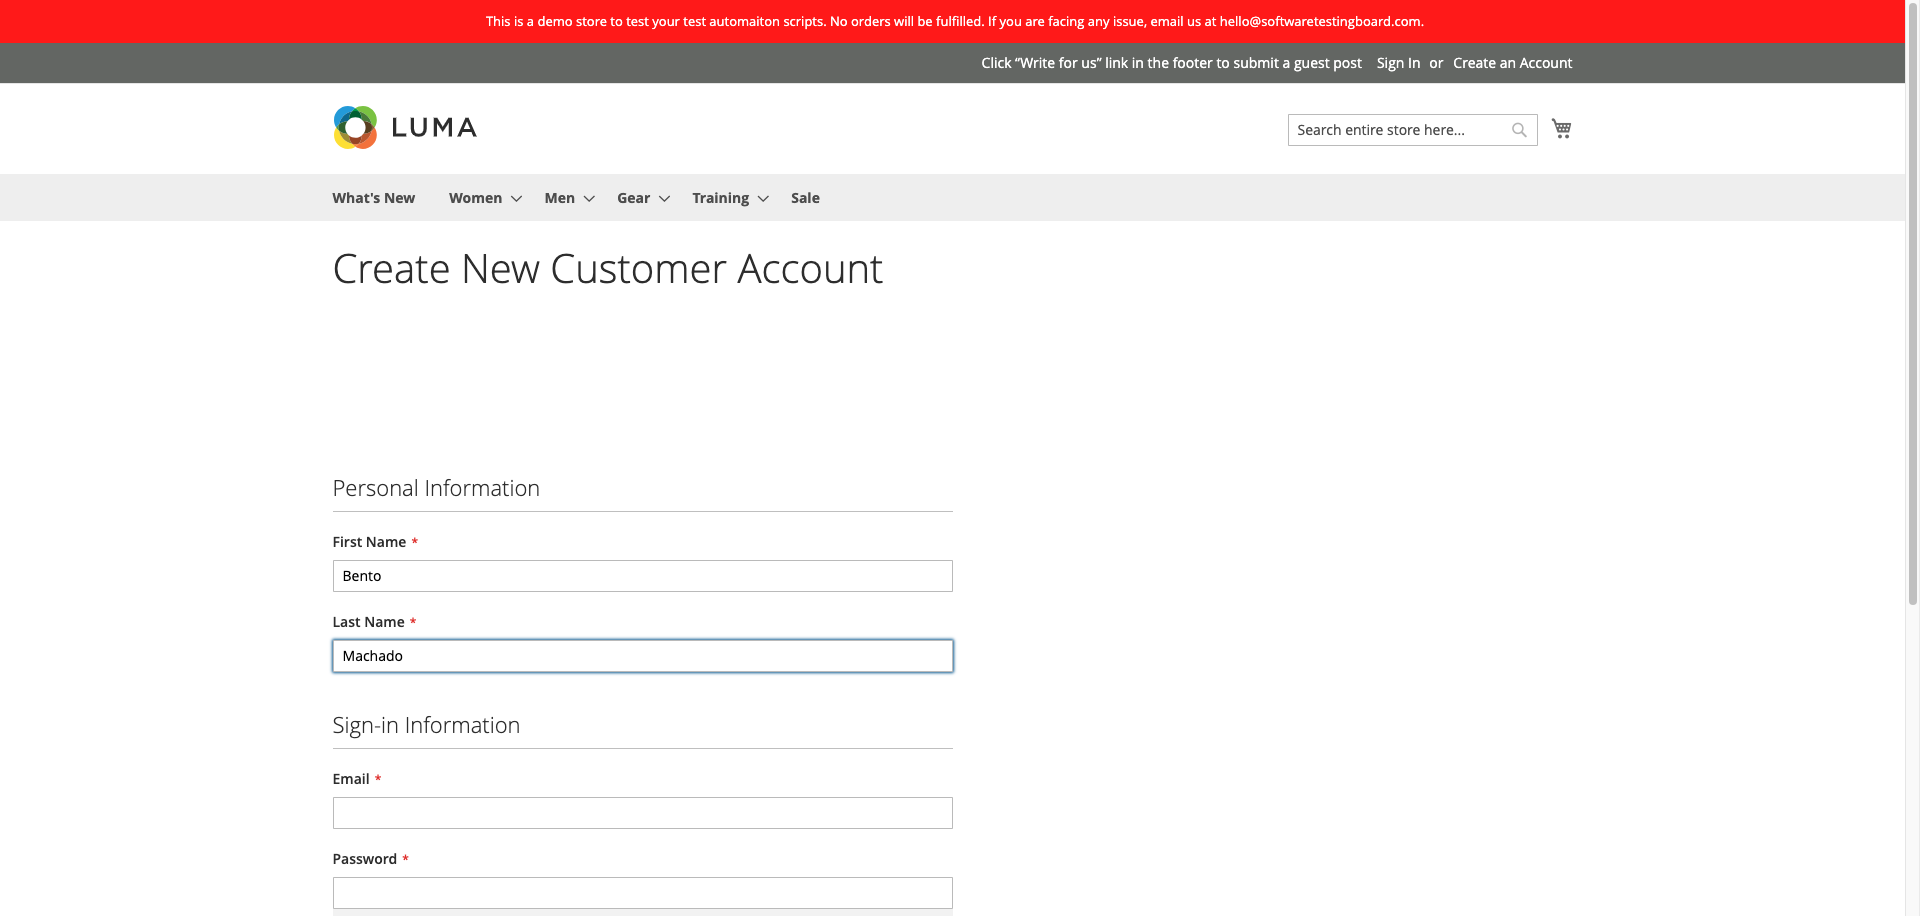 This is a demo store to test your test automaiton scripts. No orders will be fulfilled. If you are facing any issue, email us at hello@softwaretestingboard.com.
Click “Write for us” link in the footer to submit a guest post Sign In or Create an Account
LUMA
Search entire store here...
What's New Women Men Gear Training Sale
Create New Customer Account
Personal Information
First Name *
Bento
Last Name *
Machado
Sign-in Information
Email *
Password *